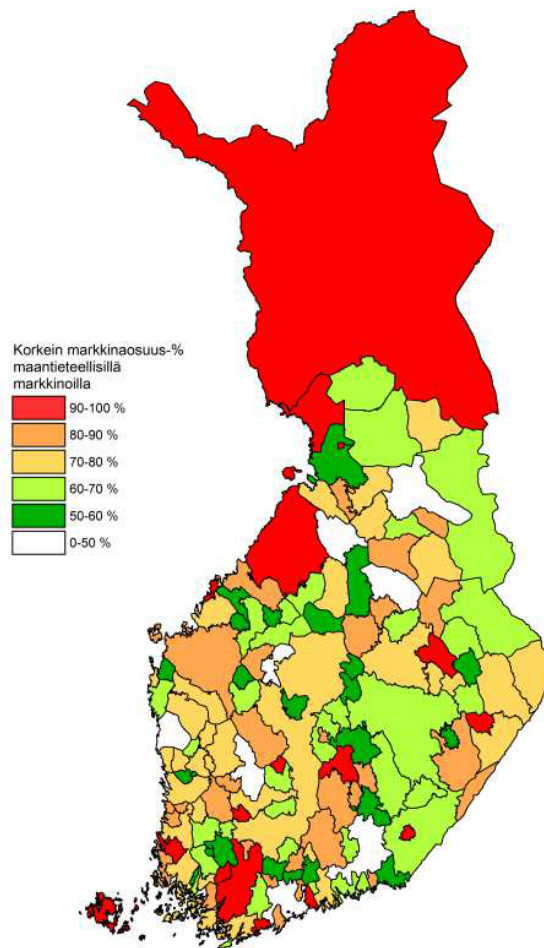 Korkein markkinaosuus-%
maantieteellisillä
markkinoilla
90-100 %
80-90 %
70-80 %
60-70 %
50-60 %
0-50 %